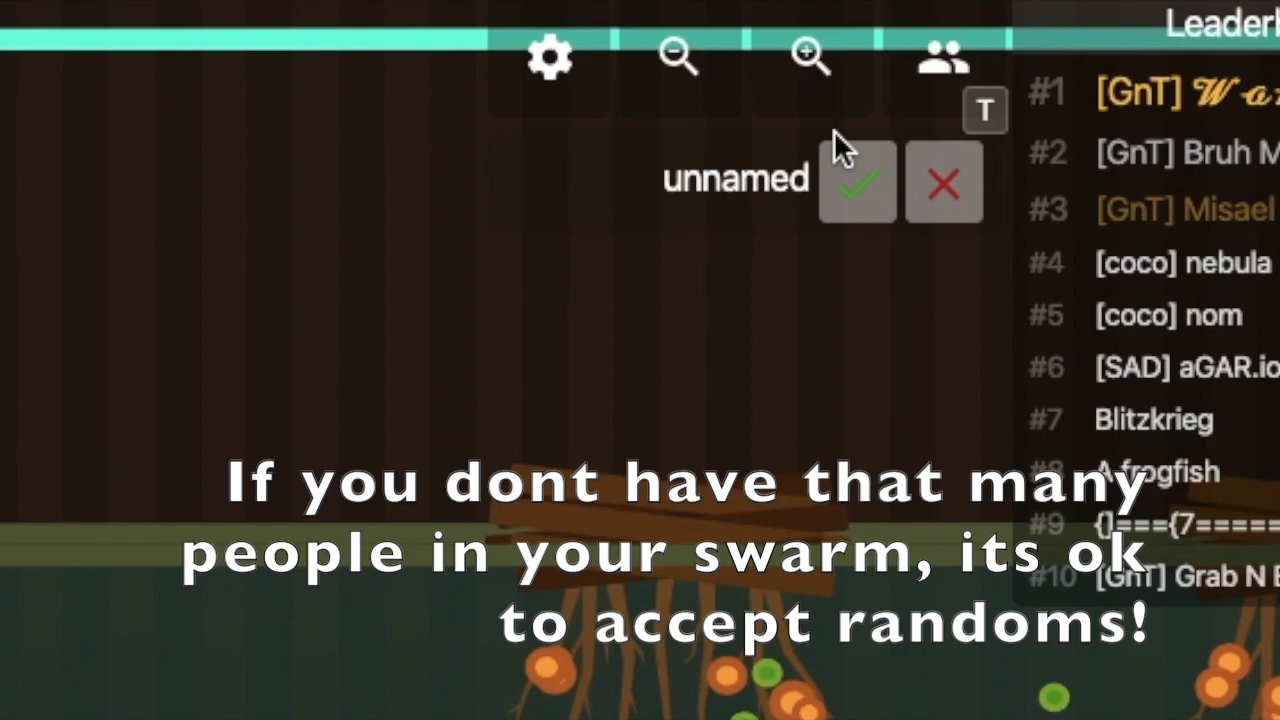 Leaderb
#1 [GnT] 𝓦𝓪
T
#2 [GnT] Bruh M
unnamed
#3 [GnT] Misael
#4 [coco] nebula
#5 [coco] nom
#6 [SAD] aGAR.io
#7 Blitzkrieg
#8 A frogfish
#9 {}==={7=====
#10 [GnT] Grab N
If you dont have that many
people in your swarm, its ok
to accept randoms!